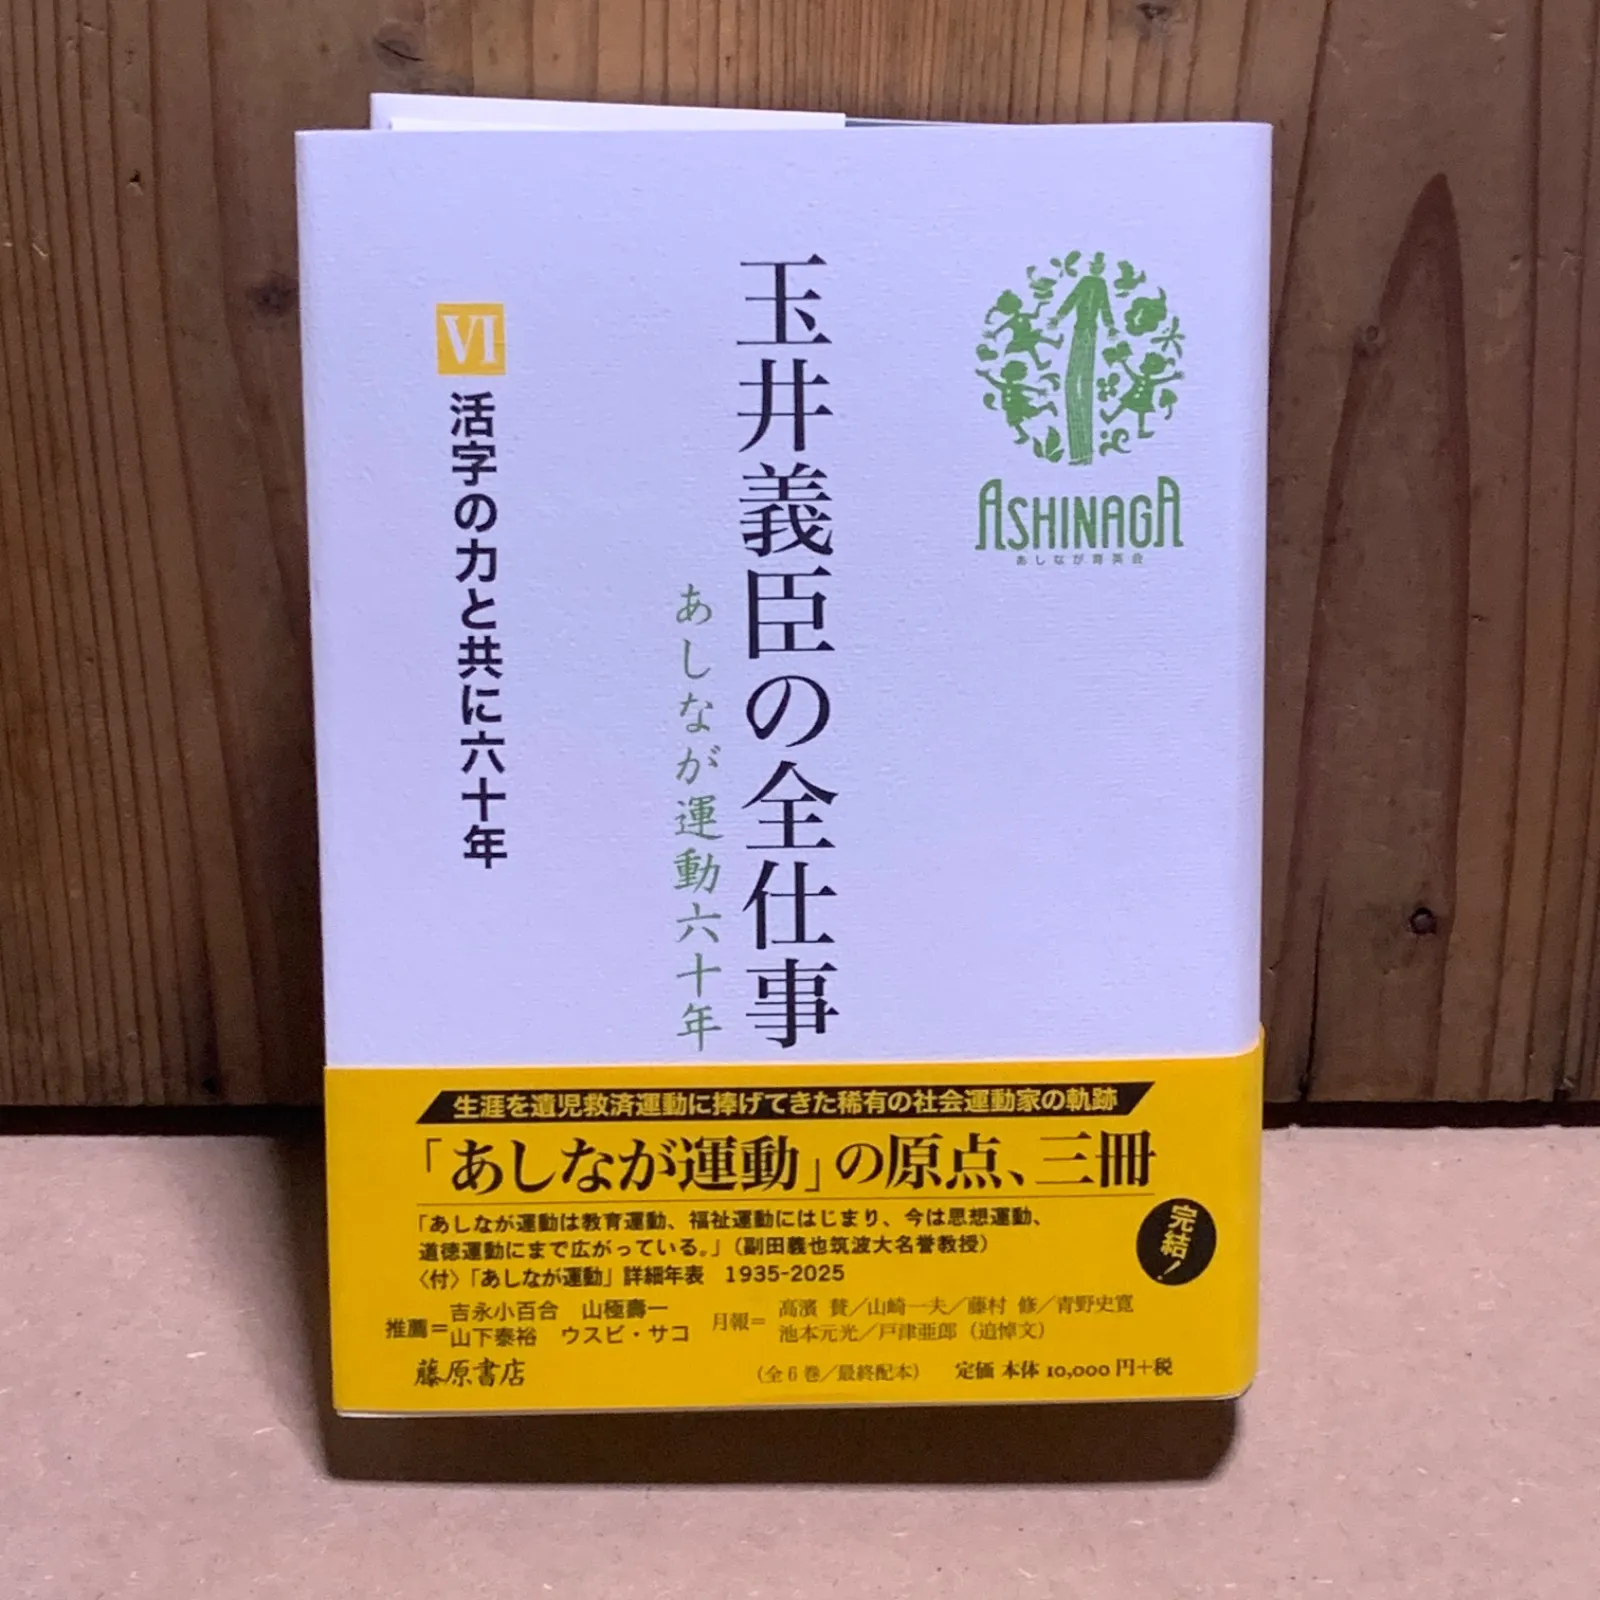 ASHINAGA
あしなが育英会
玉井義臣の全仕事
あしなが運動六十年
VI
活字の力と共に六十年
生涯を遺児救済運動に捧げてきた稀有の社会運動家の軌跡
「あしなが運動」の原点、三冊
完結!
「あしなが運動は教育運動、福祉運動にはじまり、今は思想運動、
道徳運動にまで広がっている。」（副田義也筑波大名誉教授）
〈付〉「あしなが運動」詳細年表 1935-2025
推薦＝吉永小百合 山極壽一
山下泰裕 ウスビ・サコ
月報＝高濱 賛／山崎一夫／藤村 修／青野史寛
池本元光／戸津亜郎（追悼文）
藤原書店
（全6巻／最終配本） 定価 本体 10,000 円＋税